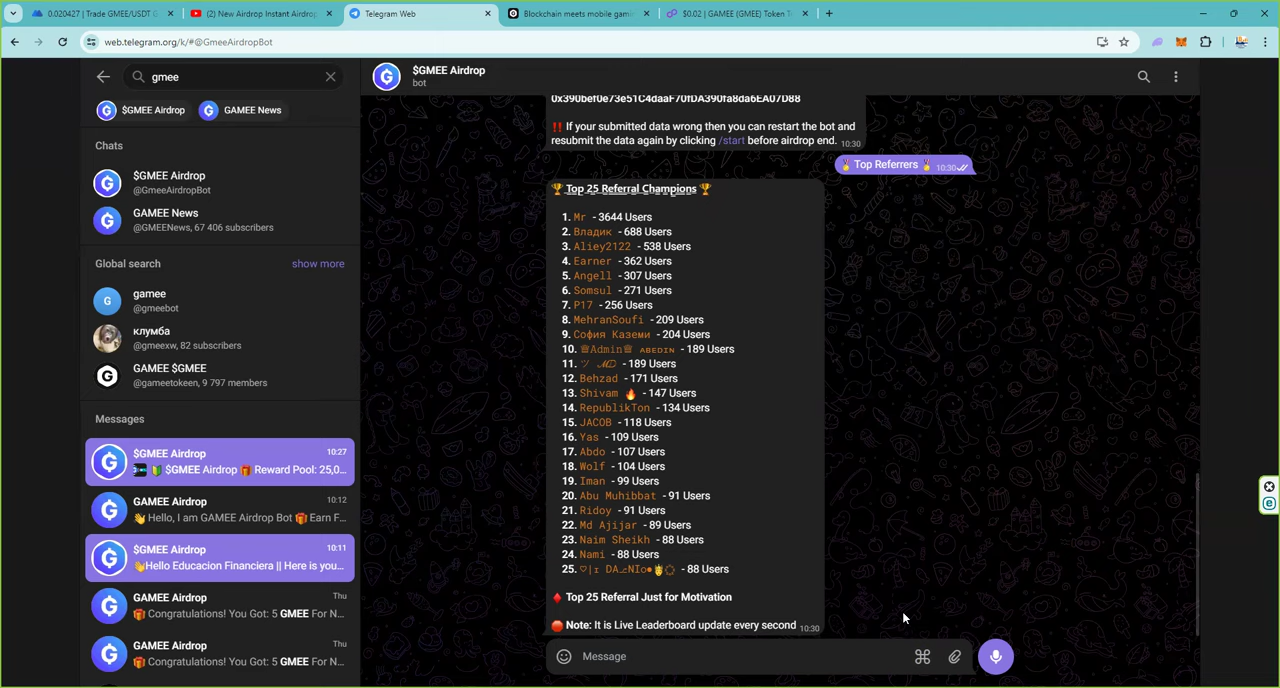 0.020427 | Trade GMEE/USDT
(2) New Airdrop Instant Airdrop
Telegram Web
Blockchain meets mobile gami
$0.02 | GAMEE (GMEE) Token T
web.telegram.org/k/#@GmeeAirdropBot
gmee
$GMEE Airdrop
GAMEE News
Chats
$GMEE Airdrop
@GmeeAirdropBot
GAMEE News
@GMEENews, 67 406 subscribers
Global search
show more
G
gamee
@gmeebot
клумба
@gmeexw, 82 subscribers
GAMEE $GMEE
@gameetokeen, 9 797 members
Messages
$GMEE Airdrop 10:27
🔰 $GMEE Airdrop 🎁 Reward Pool: 25,0...
GAMEE Airdrop 10:12
👋 Hello, I am GAMEE Airdrop Bot 🎁Earn F...
$GMEE Airdrop 10:11
👋Hello Educacion Financiera || Here is you...
GAMEE Airdrop Thu
🎁 Congratulations! You Got: 5 GMEE For N...
GAMEE Airdrop Thu
🎁 Congratulations! You Got: 5 GMEE For N...
$GMEE Airdrop
bot
0x390bef0e73e51C4daaF70fDA390fa8da6EA07D88
‼️ If your submitted data wrong then you can restart the bot and
resubmit the data again by clicking /start before airdrop end. 10:30
🏅 Top Referrers 🏅 10:30
🏆 Top 25 Referral Champions 🏆
1. Mr - 3644 Users
2. Владик - 688 Users
3. Aliey2122 - 538 Users
4. Earner - 362 Users
5. Angell - 307 Users
6. Somsul - 271 Users
7. P17 - 256 Users
8. MehranSoufi - 209 Users
9. София Каземи - 204 Users
10. ♕Admin♕ ᴀʙᴇᴅɪɴ - 189 Users
11. ツ ℳD - 189 Users
12. Behzad - 171 Users
13. Shivam 🔥 - 147 Users
14. RepublikTon - 134 Users
15. JACOB - 118 Users
16. Yas - 109 Users
17. Abdo - 107 Users
18. Wolf - 104 Users
19. Iman - 99 Users
20. Abu Muhibbat - 91 Users
21. Ridoy - 91 Users
22. Md Ajijar - 89 Users
23. Naim Sheikh - 88 Users
24. Nami - 88 Users
25. - 88 Users
♦️ Top 25 Referral Just for Motivation
🛑 Note: It is Live Leaderboard update every second 10:30
Message